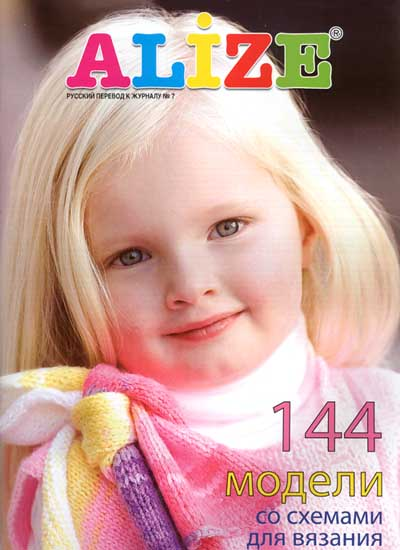 ALiZE®
РУССКИЙ ПЕРЕВОД К ЖУРНАЛУ № 7
144
модели
со схемами
для вязания